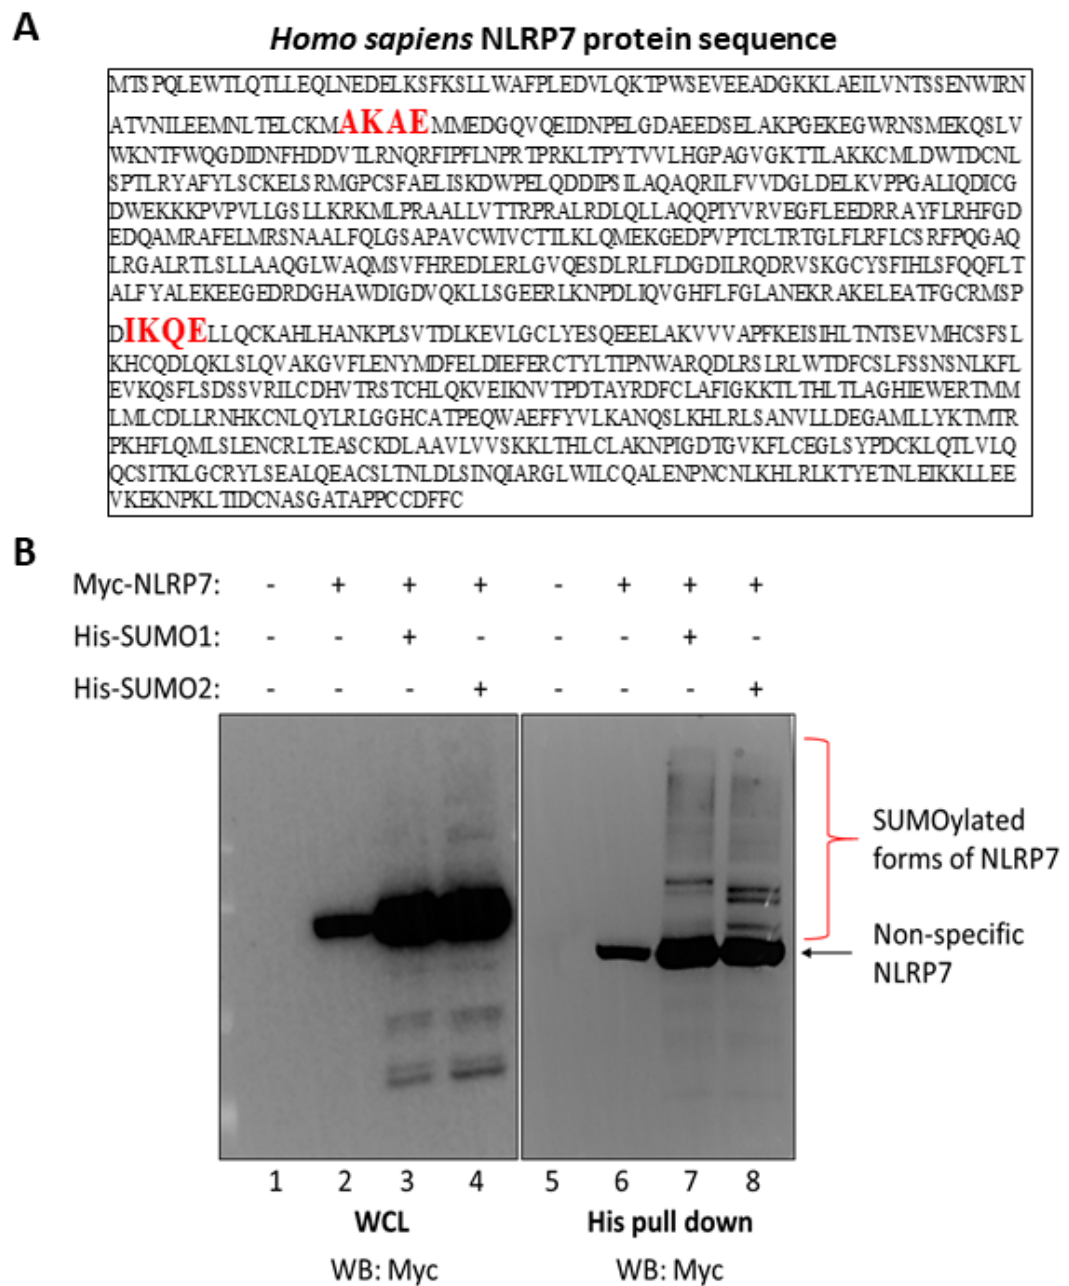 A
Homo sapiens NLRP7 protein sequence
MTSPQLEWTLQTLLEQLNEDELKSFKSLLWAFPLEDVLQKTPWSEVEEADGKKLAEILVNTSSENWIRN
ATVNILEEMNLTELCKMAKAEMMEDGQVQEIDNPELGDAEEDSELAKPGEKEGWRNSMEKQSLV
WKNTFWQGDIDNFHDDVTLRNQRFIPFLNPRTPRKLTPYTVVLHGPAGVGKTTLAKKCMLDWTDCNL
SPTLRYAFYLSCKELSRMGPCSFAELISKDWPELQDDIPSILAQAQRILFVVDGLDELKVPPGALIQDICG
DWEKKKPVPVLLGSLLKRKMLPRAALLVTTRPRALRDLQLLAQQPIYVRVEGFLEEDRRAYFLRHFGD
EDQAMRAFELMRSNAALFQLGSAPAVCWIVCTTLKLQMEKGEDPVPTCLTRTGLFLRFLCSRFPQGAQ
LRGALRTLSLLAAQGLWAQMSVFHREDLERLGVQESDLRLFLDGDILRQDRVSKGCYSFIHLSFQQFLT
ALFYALEKEEGEDRDGHAWDIGDVQKLLSGEERLKNPDLIQVGHFLFGLANEKRAKELEATFGCRMSP
DIKQELLQCKAHLHANKPLSVTDLKEVLGCLYESQEEELAKVVVAPFKEISIHLTNTSEVMHCSFSL
KHCQDLQKLSLQVAKGVFLENYMDFELDIEFERCTYLTIPNWARQDLRSLRLWTDFCSLFSSNSNLKFL
EVKQSFLSDSSVRILCDHVTRSTCHLQKVEIKNVTPDTAYRDFCLAFIGKKTLTHLTLAGHIEWERTMM
LMLCDLLRNHKCNLQYLRLGGHCATPEQWAEFFYVLKANQSLKHLRLSANVLLDEGAMLLYKTMTR
PKHFLQMLSLENCRLTEASCKDLAAVLVVSKKLTHLCLAKNPIGDTGVKFLCEGLSYPDCKLQTLVLQ
QCSITKLGCRYLSEALQEACSLTNLDLSINQIARGLWILCQALENPNCNLKHLRLKTYETNLEIKKLLEE
VKEKNPKLTIDCNASGATAPPCCDFFC
B
Myc-NLRP7: - + + + - + + +
His-SUMO1: - - + - - - + -
His-SUMO2: - - - + - - - +
SUMOylated
forms of NLRP7
Non-specific
NLRP7
1 2 3 4 5 6 7 8
WCL His pull down
WB: Myc WB: Myc